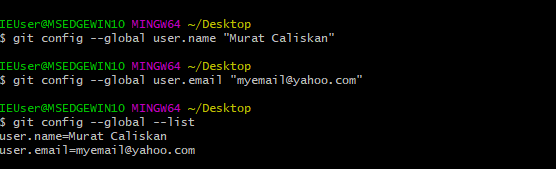 IEUser@MSEDGEWIN10 MINGW64 ~/Desktop
$ git config --global user.name "Murat Caliskan"
IEUser@MSEDGEWIN10 MINGW64 ~/Desktop
$ git config --global user.email "myemail@yahoo.com"
IEUser@MSEDGEWIN10 MINGW64 ~/Desktop
$ git config --global --list
user.name=Murat Caliskan
user.email=myemail@yahoo.com